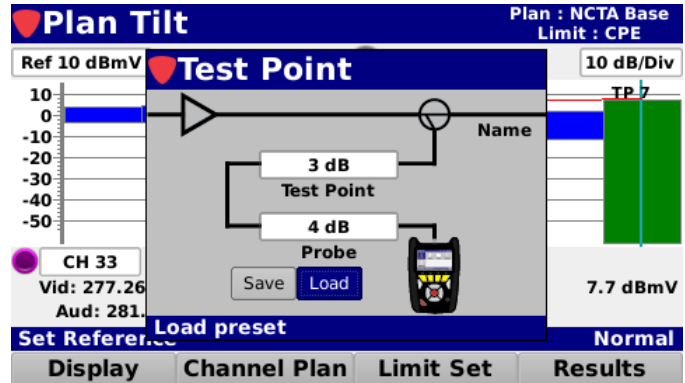 Plan Tilt
Plan : NCTA Base
Limit : CPE
Ref 10 dBmV
10 dB/Div
Test Point
TP 7
10
0
-10
-20
-30
-40
-50
Name
3 dB
Test Point
4 dB
Probe
Save
Load
CH 33
Vid: 277.26
Aud: 281.
7.7 dBmV
Load preset
Set Reference
Normal
Display
Channel Plan
Limit Set
Results